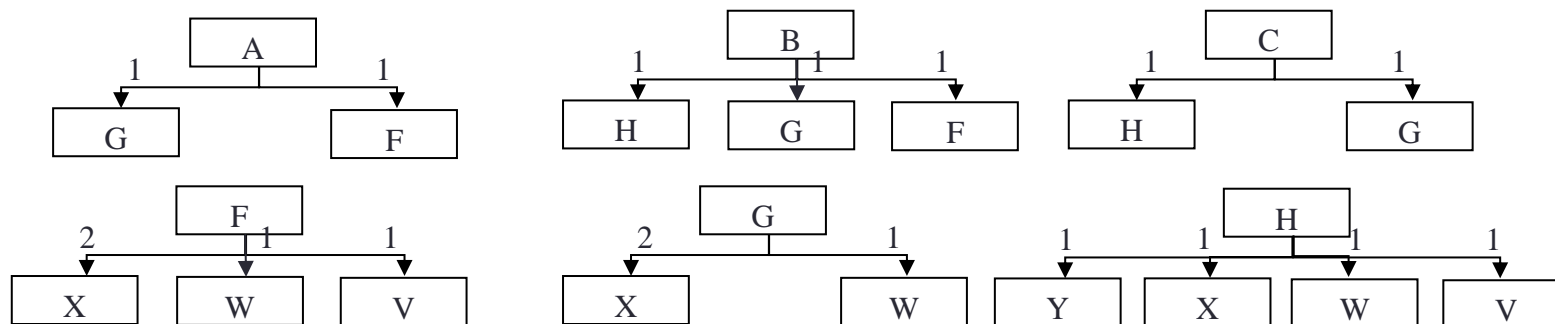 A
B
C
1 1
1 1 1
1 1
G F
H G F
H G
F
G
H
2 1 1
2 1
1 1 1 1
X W V
X W
Y X W V